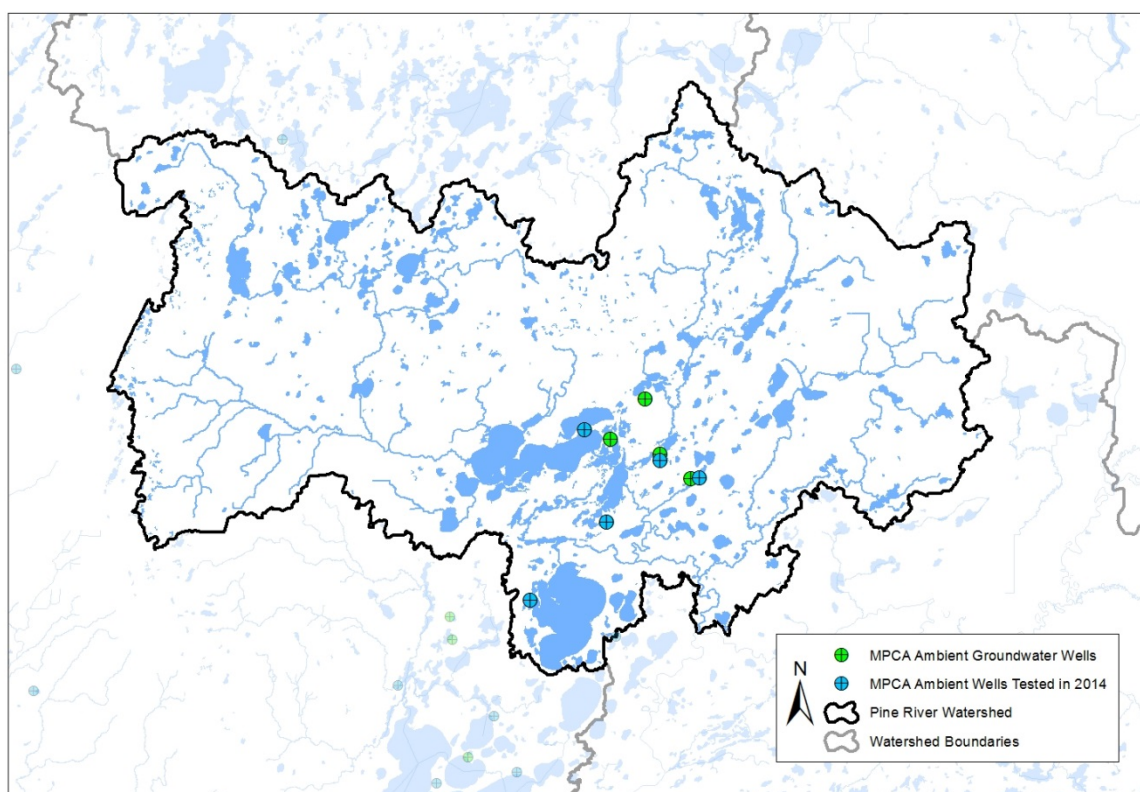 MPCA Ambient Groundwater Wells
N
MPCA Ambient Wells Tested in 2014
Pine River Watershed
Watershed Boundaries